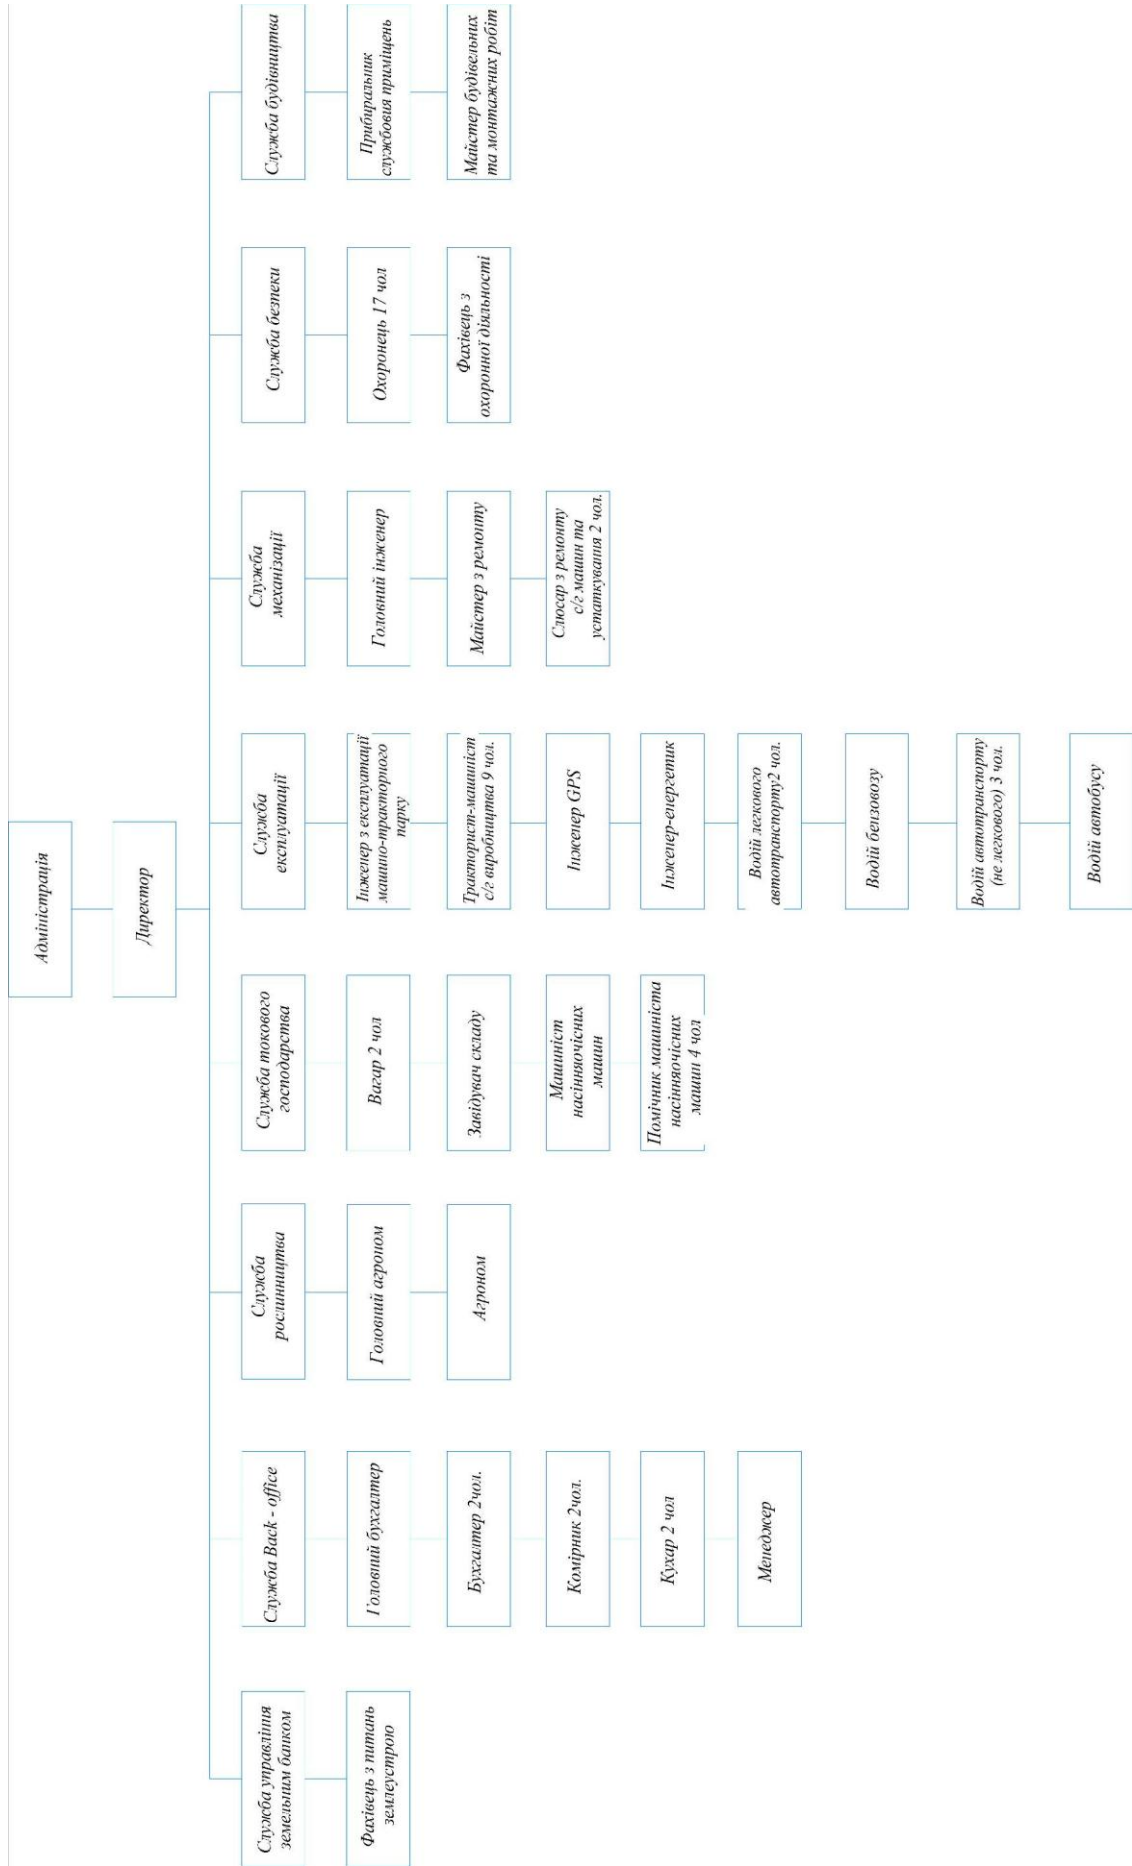 Адміністрація
Директор
Служба управління
земельним банком
Фахівець з питань
землеустрою
Служба Back - office
Головний бухгалтер
Бухгалтер 2чол.
Комірник 2чол.
Кухар 2 чол
Менеджер
Служба
рослинництва
Головний агроном
Агроном
Служба токового
господарства
Вагар 2 чол
Завідувач складу
Машиніст
насінняочісних
машин
Помічник машиніста
насінняочісних
машин 4 чол
Служба
експлуатації
Інженер з експлуатації
машино-тракторного
парку
Тракторист-машиніст
с/г виробництва 9 чол.
Інженер GPS
Інженер-енергетик
Водій легкового
автотранспорту2 чол.
Водій бензовозу
Водій автотранспорту
(не легкового) 3 чол.
Водій автобусу
Служба
механізації
Головний інженер
Майстер з ремонту
Слюсар з ремонту
с/г машин та
устаткування 2 чол.
Служба безпеки
Охоронець 17 чол
Фахівець з
охоронної діяльності
Служба будівництва
Прибиральник
службовия приміщень
Майстер будівельних
та монтажних робіт